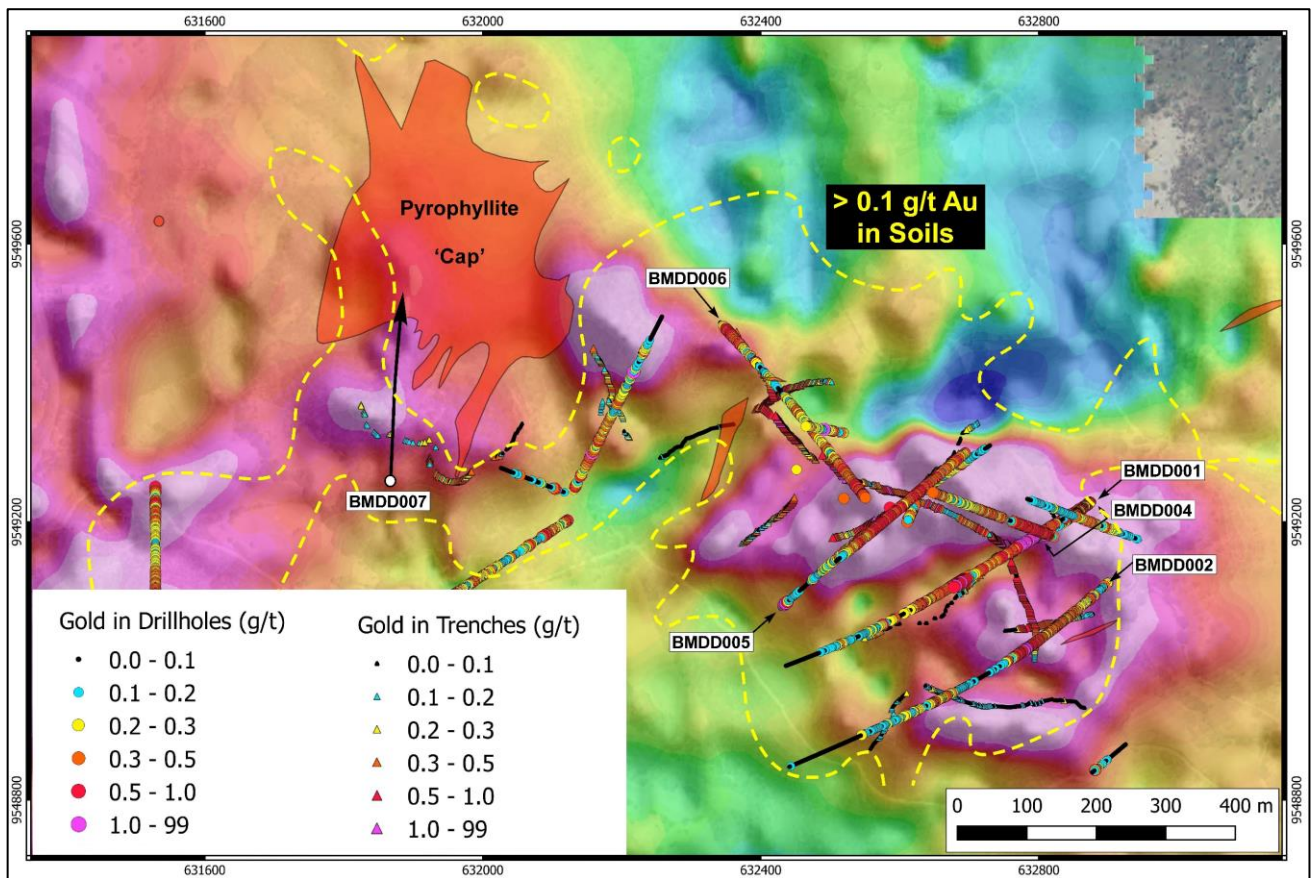 631600 632000 632400 632800
9549600
9549200
9548800
9549600
9549200
9548800
Pyrophyllite
‘Cap’
> 0.1 g/t Au
in Soils
BMDD006
BMDD007
BMDD001
BMDD004
BMDD002
BMDD005
Gold in Drillholes (g/t)
0.0 - 0.1
0.1 - 0.2
0.2 - 0.3
0.3 - 0.5
0.5 - 1.0
1.0 - 99
Gold in Trenches (g/t)
0.0 - 0.1
0.1 - 0.2
0.2 - 0.3
0.3 - 0.5
0.5 - 1.0
1.0 - 99
0 100 200 300 400 m
631600 632000 632400 632800